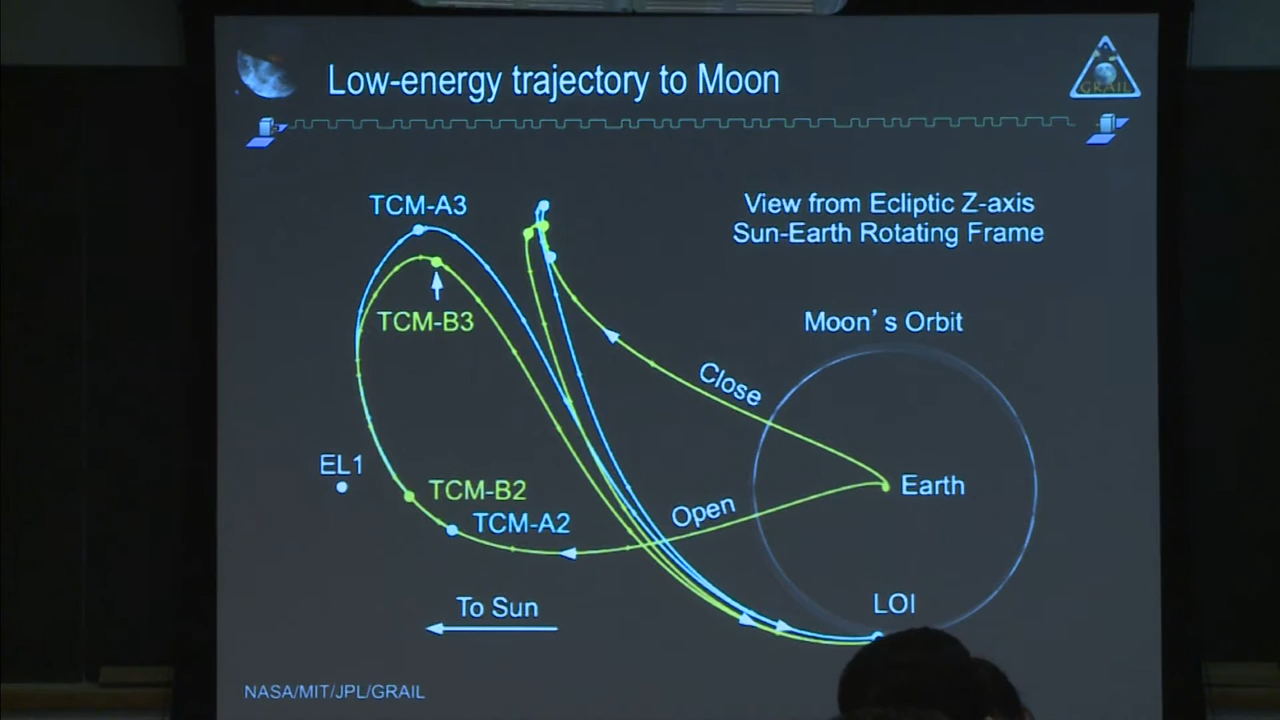 Low-energy trajectory to Moon
GRAIL
TCM-A3
View from Ecliptic Z-axis
Sun-Earth Rotating Frame
TCM-B3
Moon's Orbit
Close
EL1
Earth
TCM-B2
Open
TCM-A2
To Sun
LOI
NASA/MIT/JPL/GRAIL